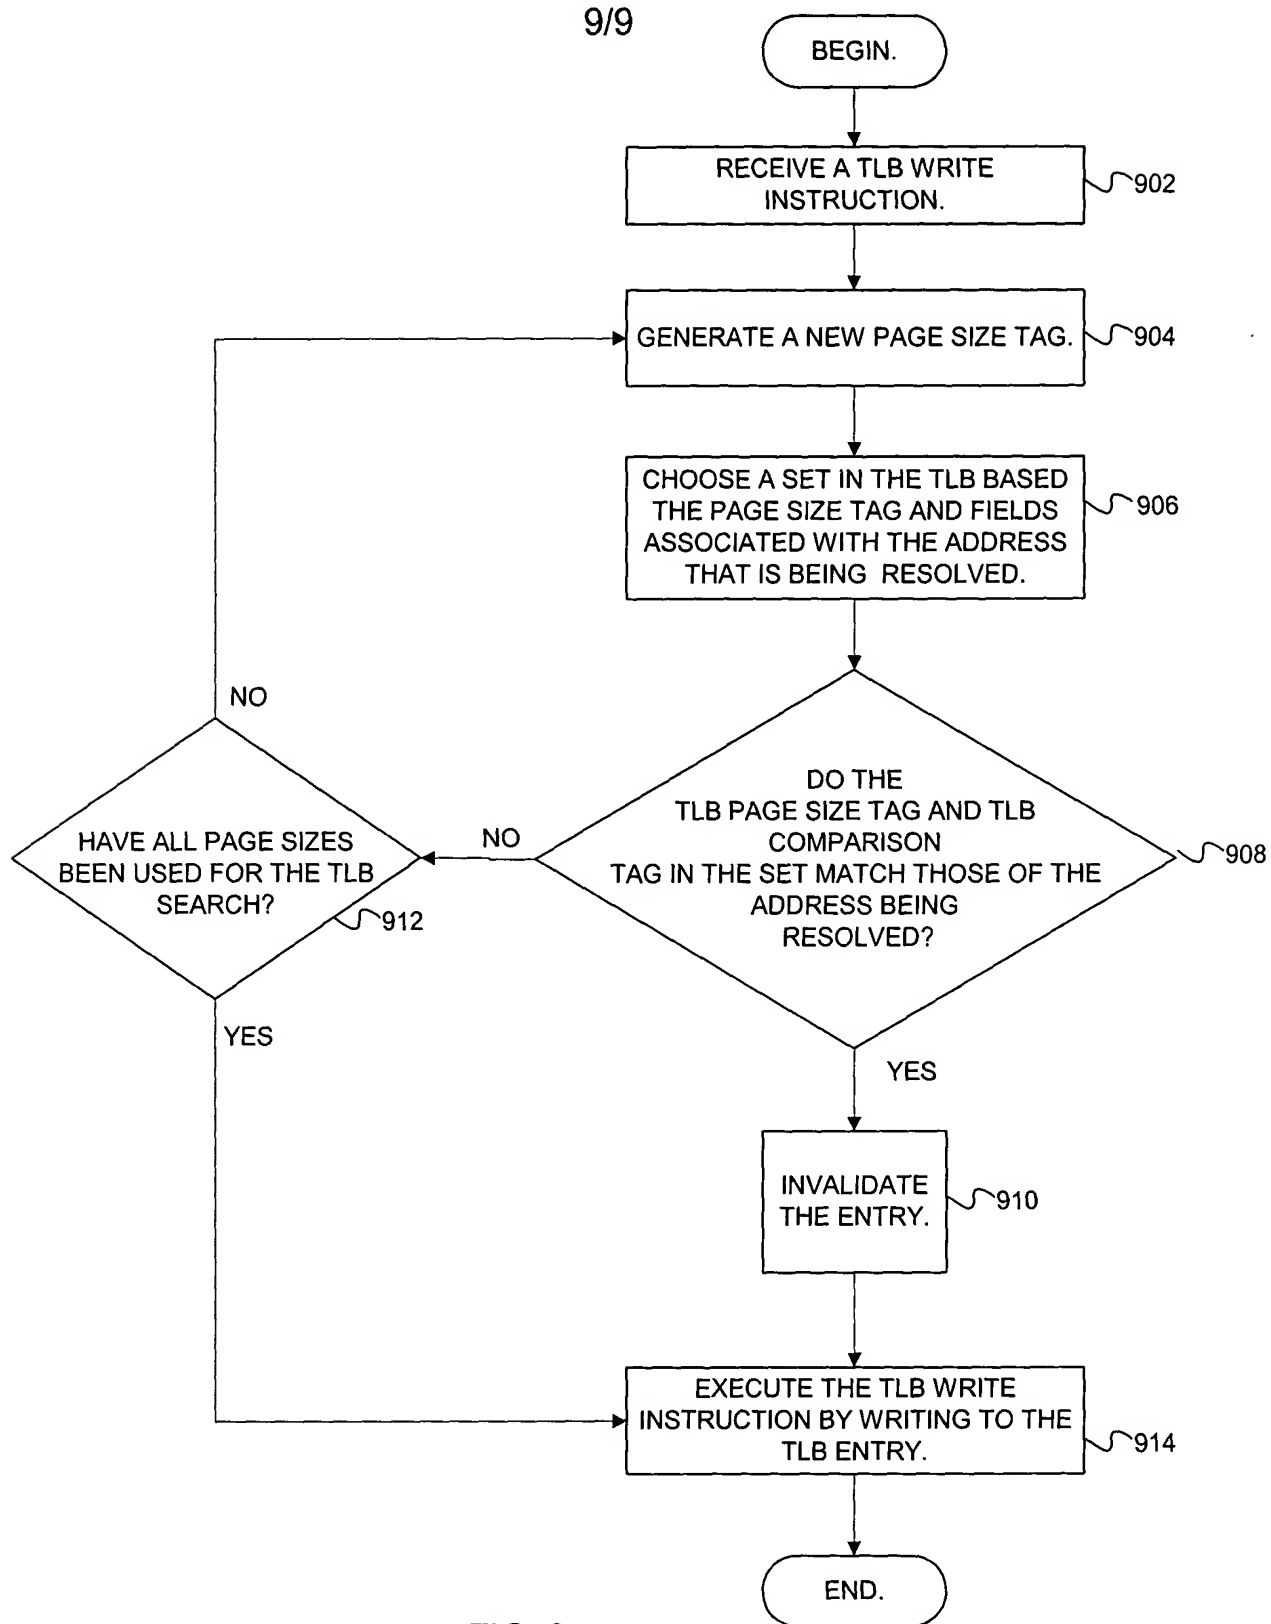 9/9
BEGIN.
RECEIVE A TLB WRITE
INSTRUCTION.
902
GENERATE A NEW PAGE SIZE TAG.
904
CHOOSE A SET IN THE TLB BASED
THE PAGE SIZE TAG AND FIELDS
ASSOCIATED WITH THE ADDRESS
THAT IS BEING RESOLVED.
906
NO
DO THE
TLB PAGE SIZE TAG AND TLB
COMPARISON
TAG IN THE SET MATCH THOSE OF THE
ADDRESS BEING
RESOLVED?
908
NO
HAVE ALL PAGE SIZES
BEEN USED FOR THE TLB
SEARCH?
912
YES
YES
INVALIDATE
THE ENTRY.
910
EXECUTE THE TLB WRITE
INSTRUCTION BY WRITING TO THE
TLB ENTRY.
914
END.